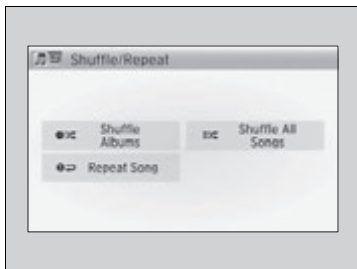 Shuffle/Repeat
Shuffle
Albums
Shuffle All
Songs
Repeat Song